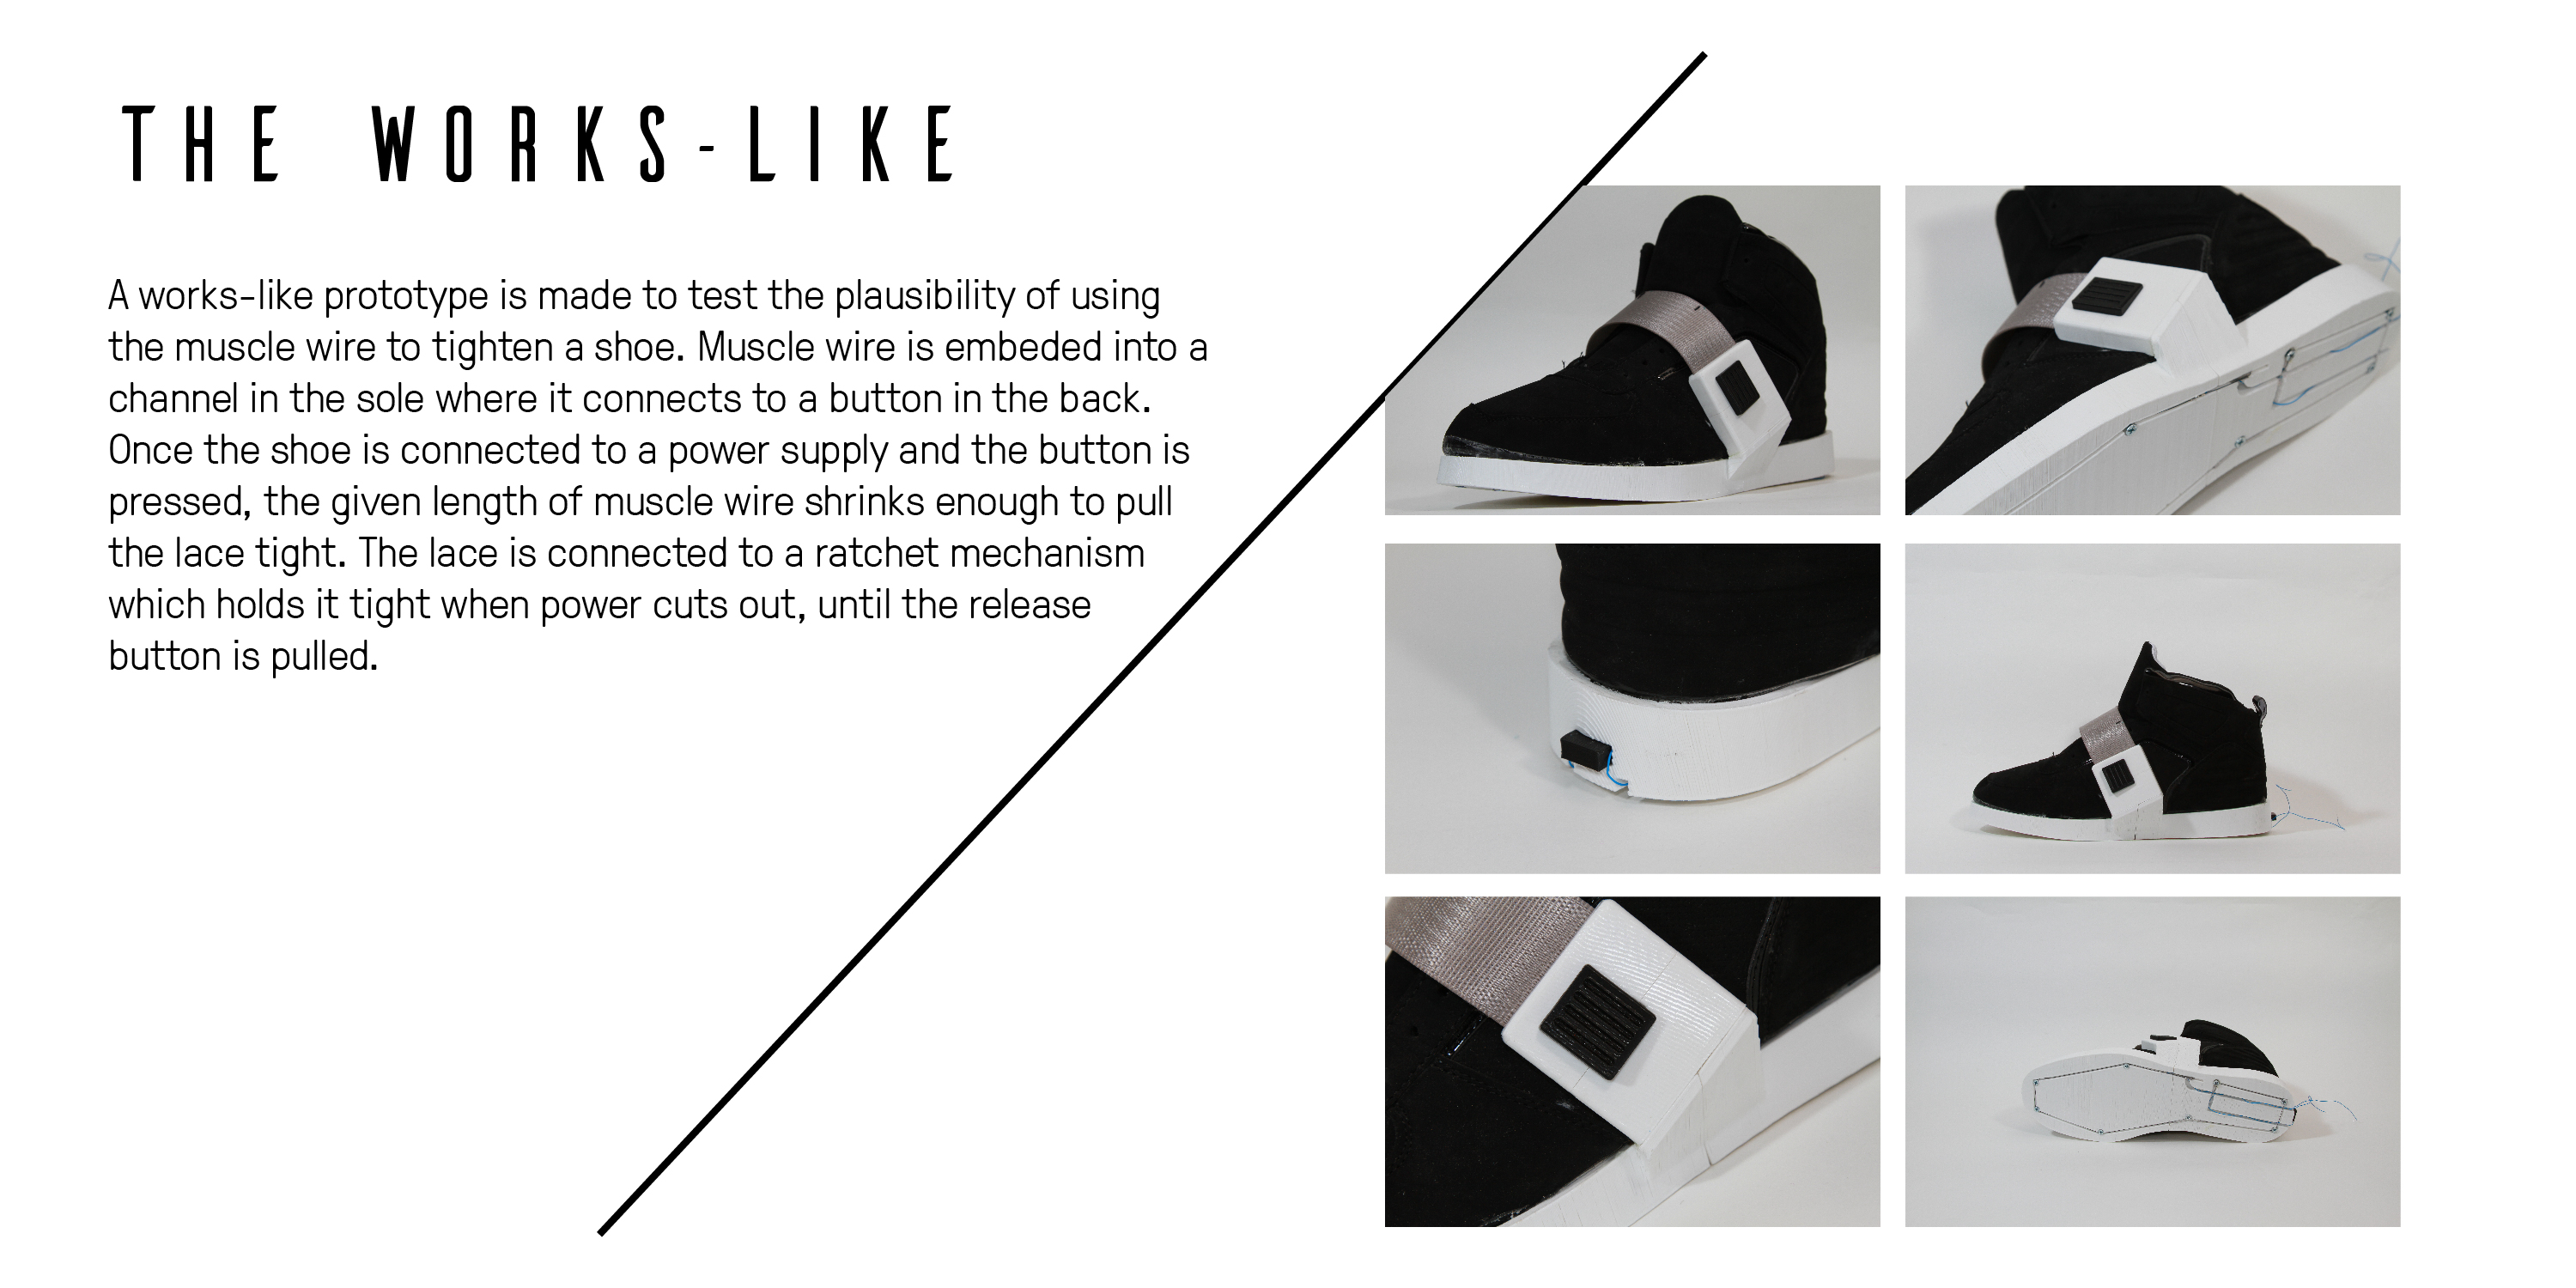 THE WORKS-LIKE
A works-like prototype is made to test the plausibility of using
the muscle wire to tighten a shoe. Muscle wire is embeded into a
channel in the sole where it connects to a button in the back.
Once the shoe is connected to a power supply and the button is
pressed, the given length of muscle wire shrinks enough to pull
the lace tight. The lace is connected to a ratchet mechanism
which holds it tight when power cuts out, until the release
button is pulled.